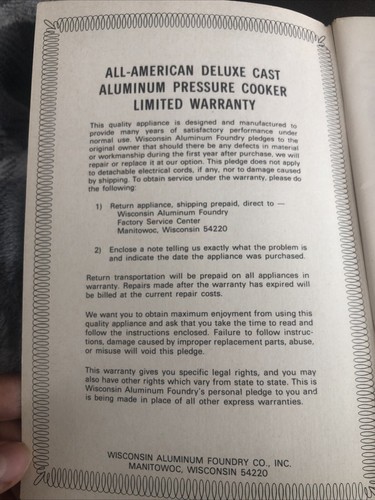 ALL-AMERICAN DELUXE CAST
ALUMINUM PRESSURE COOKER
LIMITED WARRANTY
This quality appliance is designed and manufactured to
provide many years of satisfactory performance under
normal use. Wisconsin Aluminum Foundry pledges to the
original owner that should there be any defects in material
or workmanship during the first year after purchase, we will
repair or replace it at our option. This pledge does not apply
to detachable electrical cords, if any, nor to damage caused
by shipping. To obtain service under the warranty, please do
the following:
1) Return appliance, shipping prepaid, direct to —
Wisconsin Aluminum Foundry
Factory Service Center
Manitowoc, Wisconsin 54220
2) Enclose a note telling us exactly what the problem is
and indicate the date the appliance was purchased.
Return transportation will be prepaid on all appliances in
warranty. Repairs made after the warranty has expired will
be billed at the current repair costs.
We want you to obtain maximum enjoyment from using this
quality appliance and ask that you take the time to read and
follow the instructions enclosed. Failure to follow instruc-
tions, damage caused by improper replacement parts, abuse,
or misuse will void this pledge.
This warranty gives you specific legal rights, and you may
also have other rights which vary from state to state. This is
Wisconsin Aluminum Foundry's personal pledge to you and
is being made in place of all other express warranties.
WISCONSIN ALUMINUM FOUNDRY CO., INC.
MANITOWOC, WISCONSIN 54220